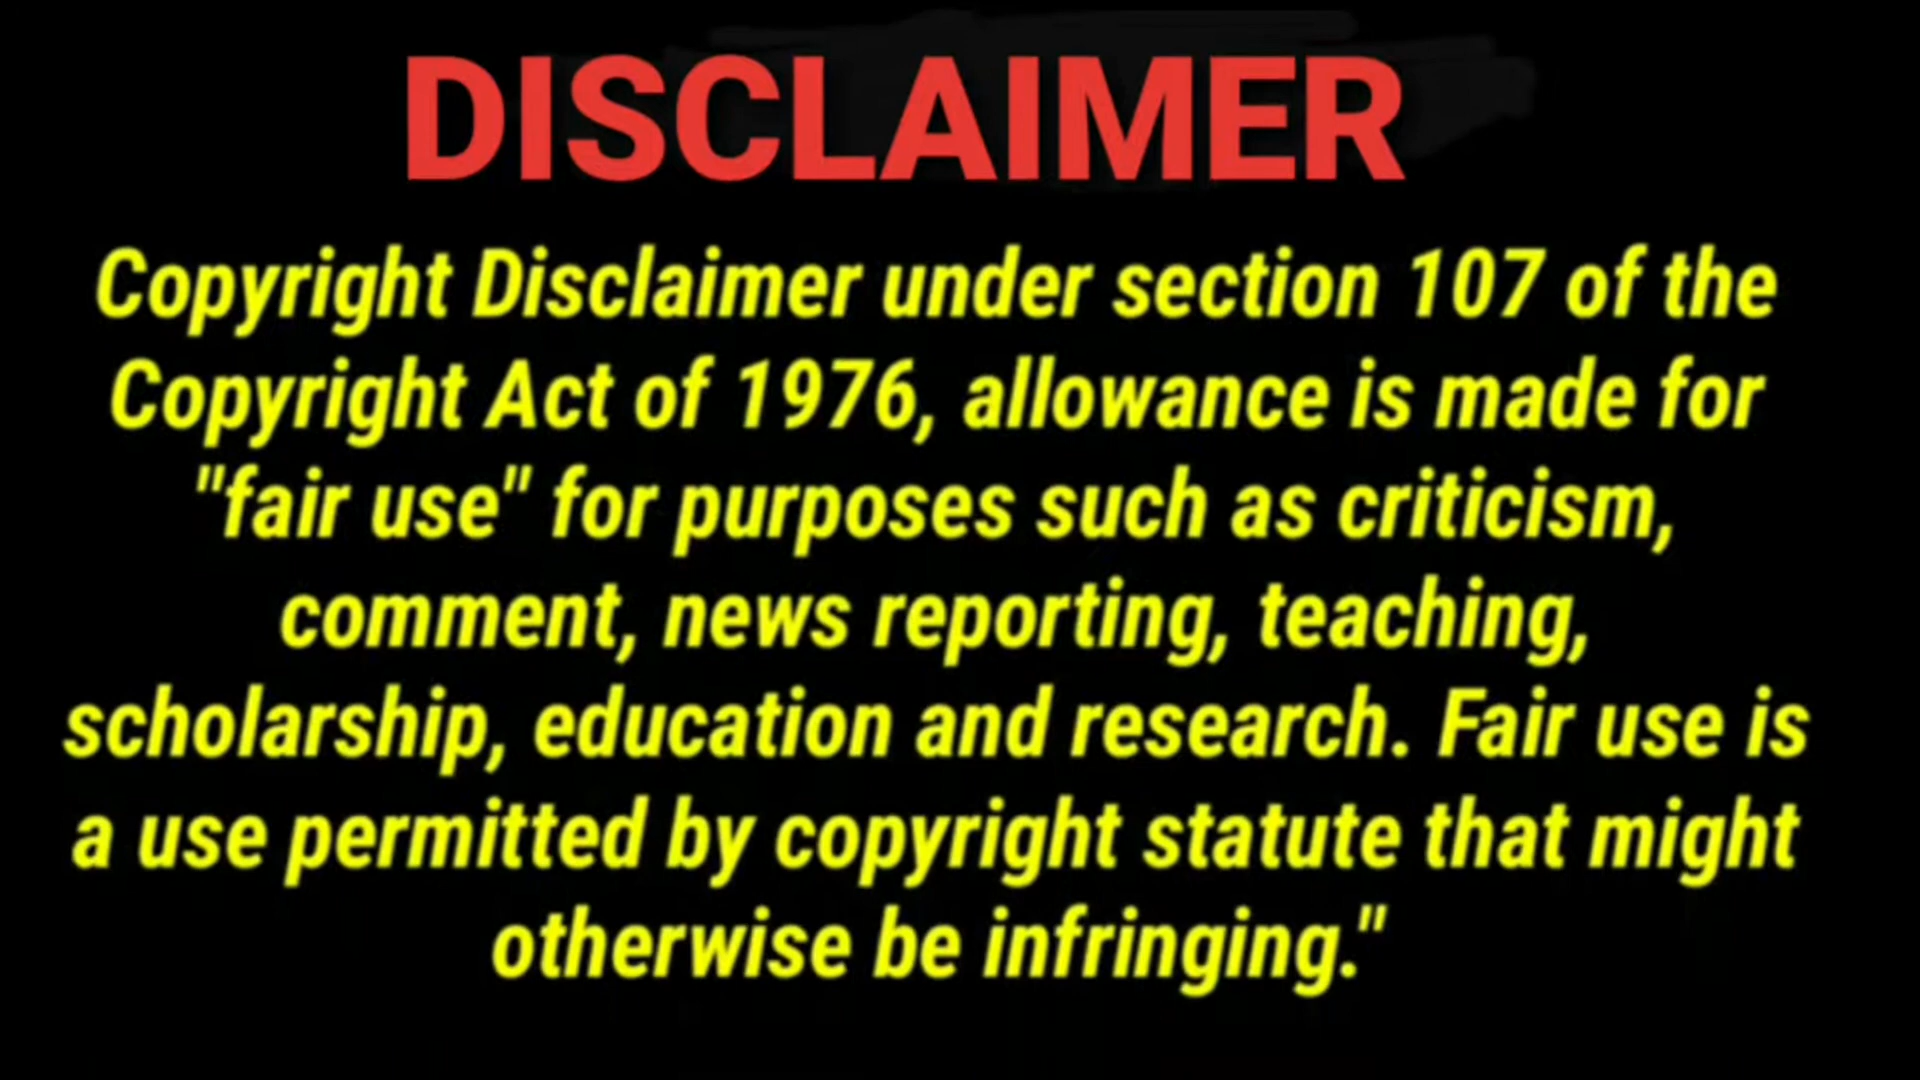 DISCLAIMER
Copyright Disclaimer under section 107 of the
Copyright Act of 1976, allowance is made for
"fair use" for purposes such as criticism,
comment, news reporting, teaching,
scholarship, education and research. Fair use is
a use permitted by copyright statute that might
otherwise be infringing."